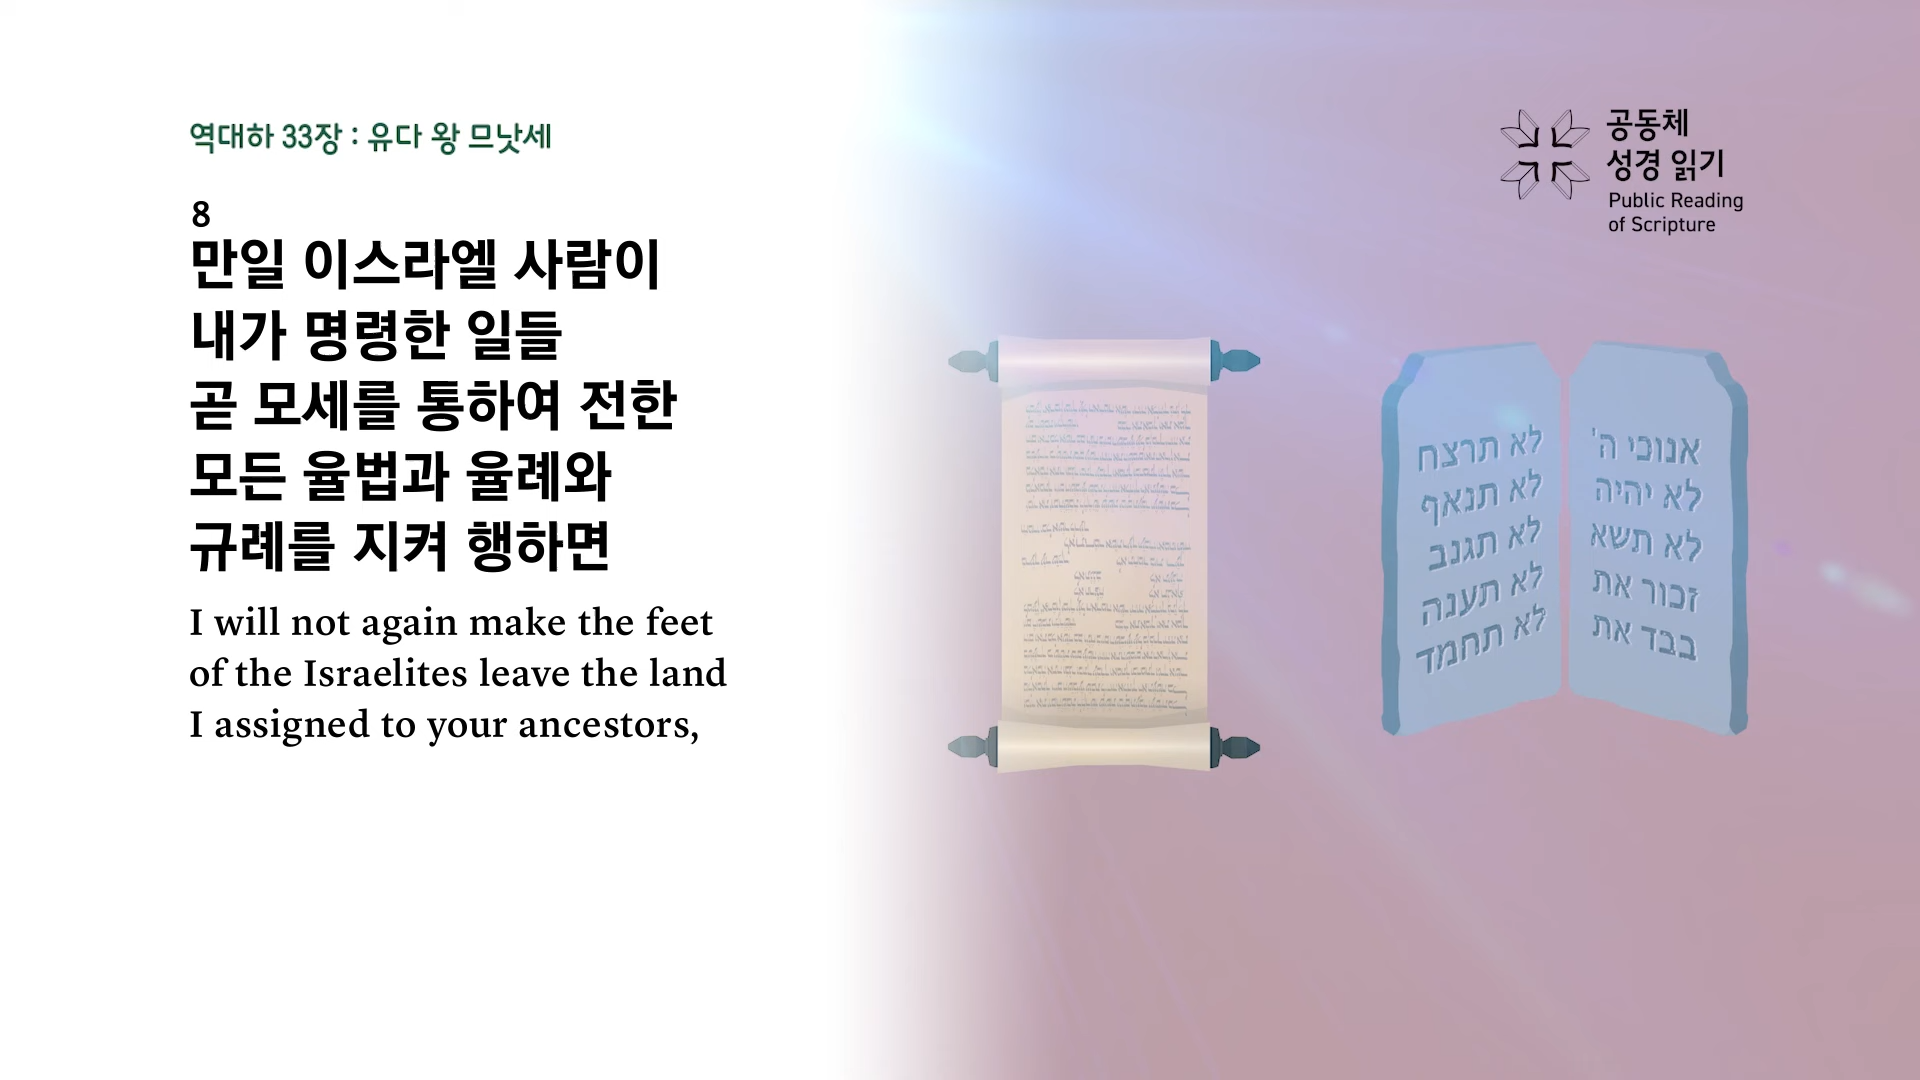 역대하 33장 : 유다 왕 므낫세
8
만일 이스라엘 사람이
내가 명령한 일들
곧 모세를 통하여 전한
모든 율법과 율례와
규례를 지켜 행하면
I will not again make the feet
of the Israelites leave the land
I assigned to your ancestors,
공동체
성경 읽기
Public Reading
of Scripture
אנוכי ה'
לא יהיה
לא תשא
זכור את
בבד את
לא תרצח
לא תנאף
לא תגנב
לא תענה
לא תחמד